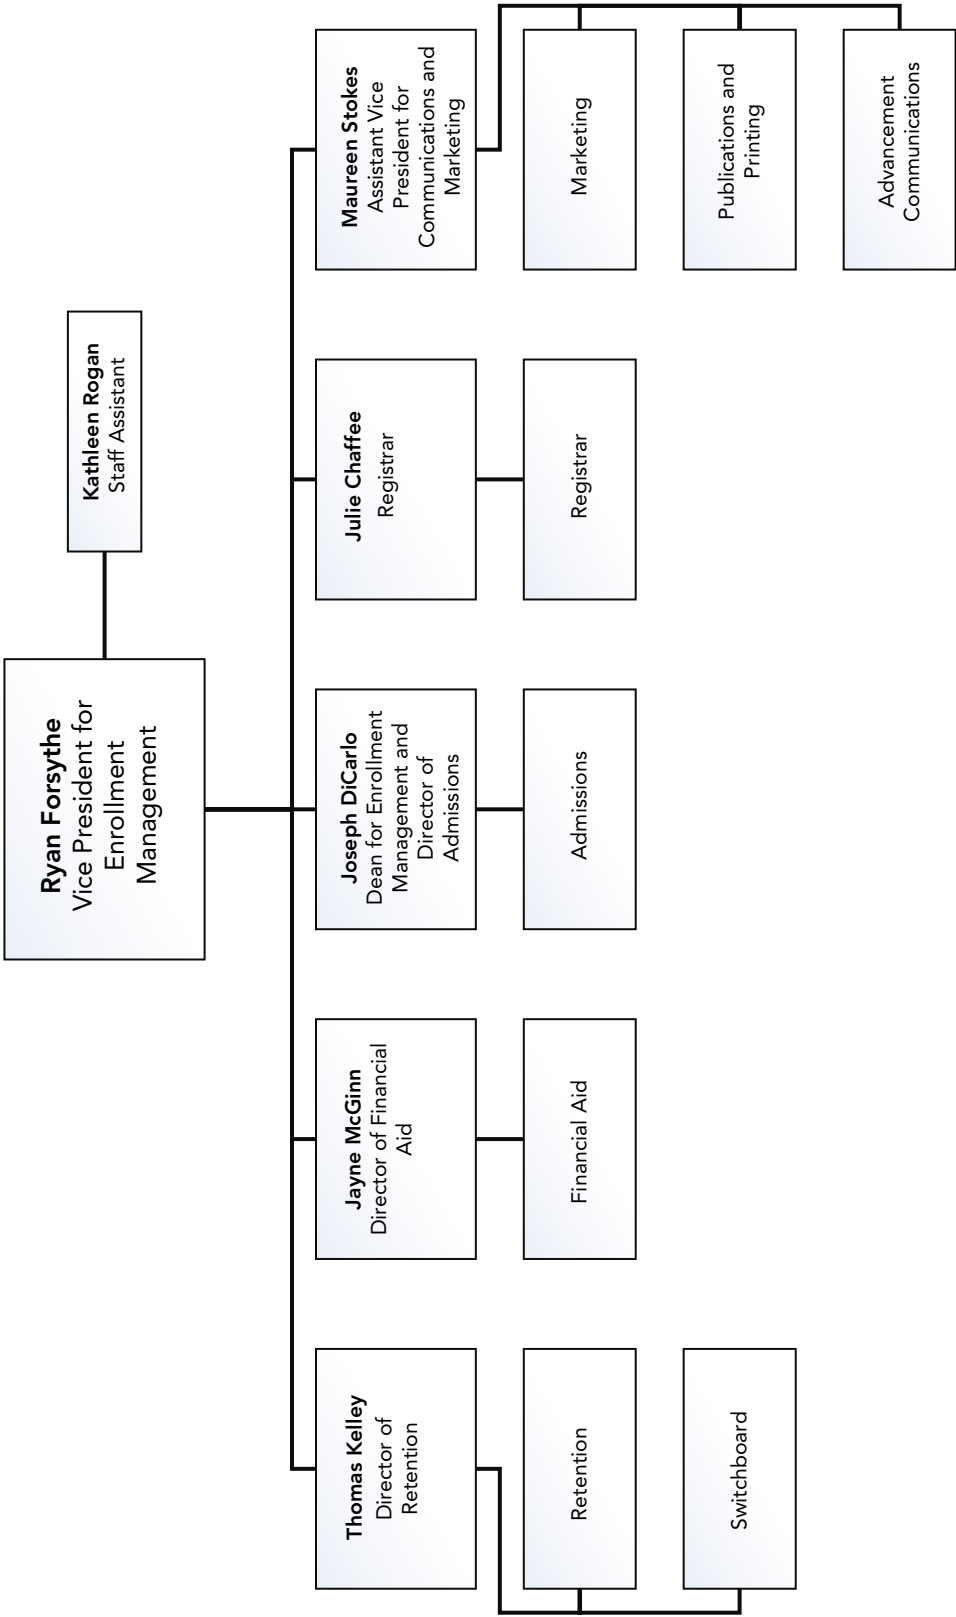 Ryan Forsythe
Vice President for
Enrollment
Management
Kathleen Rogan
Staff Assistant
Thomas Kelley
Director of
Retention
Jayne McGinn
Director of Financial
Aid
Joseph DiCarlo
Dean for Enrollment
Management and
Director of
Admissions
Julie Chaffee
Registrar
Maureen Stokes
Assistant Vice
President for
Communications and
Marketing
Retention
Financial Aid
Admissions
Registrar
Marketing
Switchboard
Publications and
Printing
Advancement
Communications